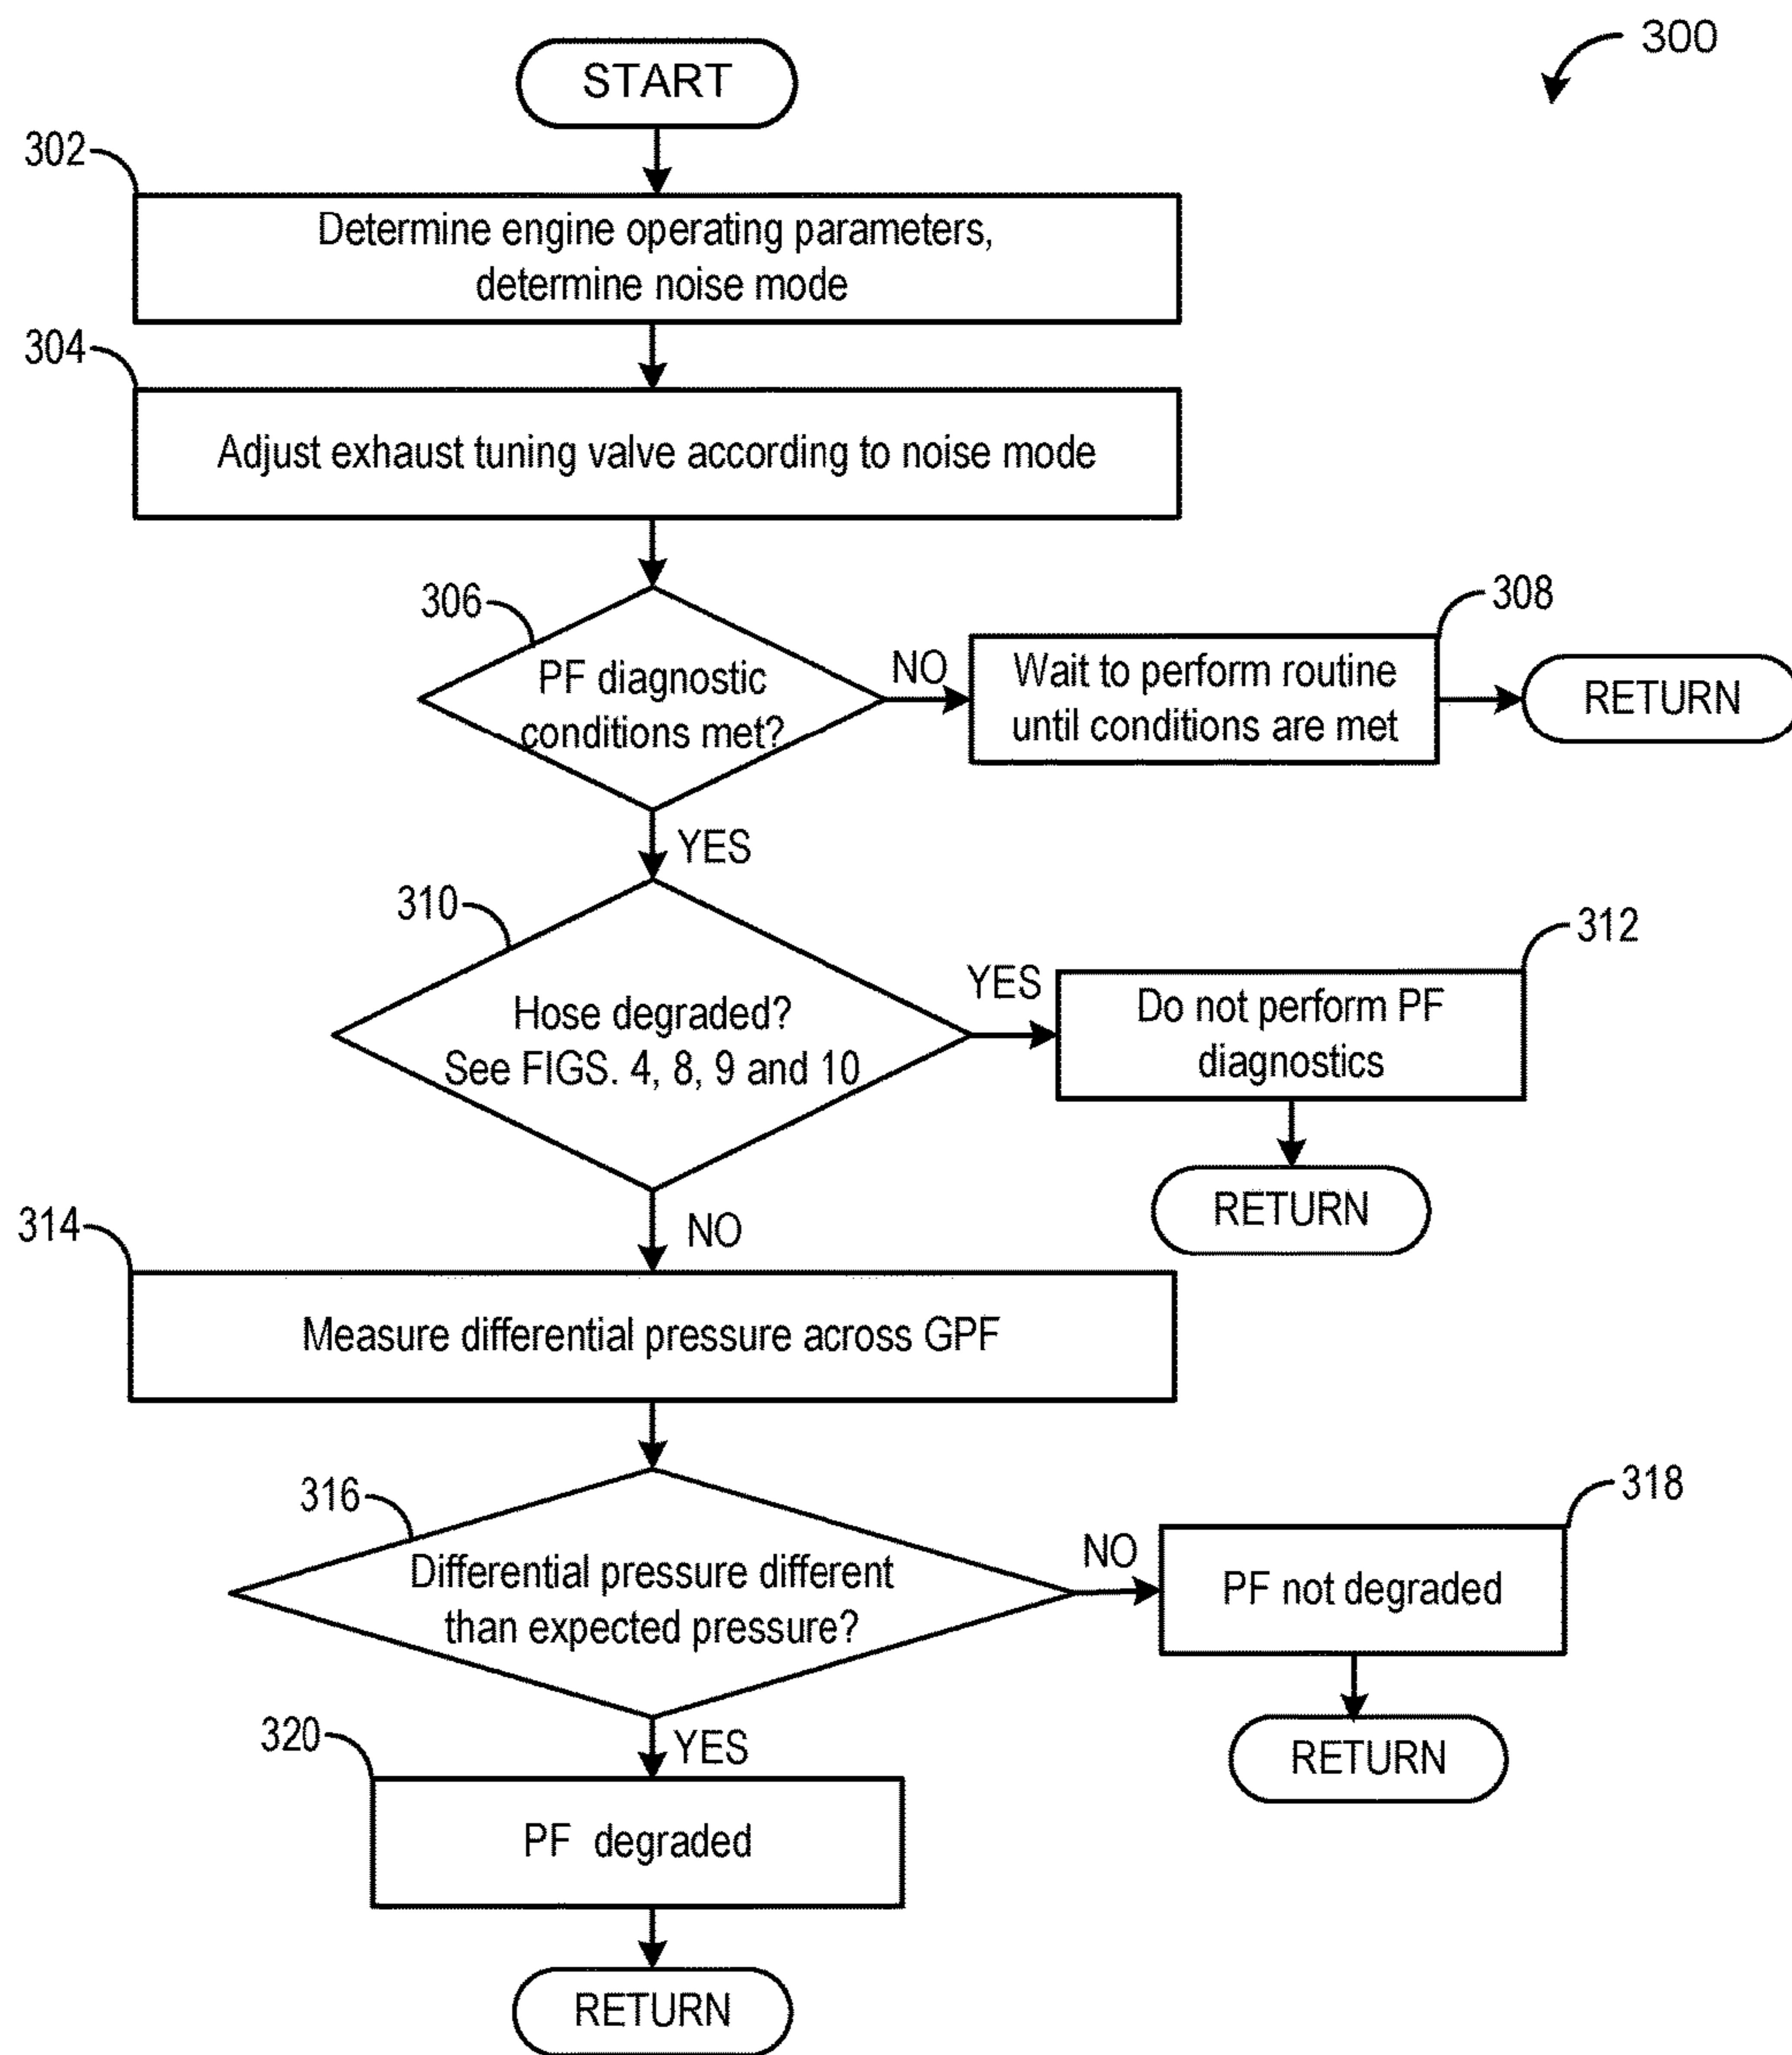 300
START
302
Determine engine operating parameters,
determine noise mode
304
Adjust exhaust tuning valve according to noise mode
306
PF diagnostic
conditions met?
NO
308
Wait to perform routine
until conditions are met
RETURN
YES
310
Hose degraded?
See FIGS. 4, 8, 9 and 10
YES
312
Do not perform PF
diagnostics
RETURN
NO
314
Measure differential pressure across GPF
316
Differential pressure different
than expected pressure?
NO
318
PF not degraded
RETURN
YES
320
PF degraded
RETURN